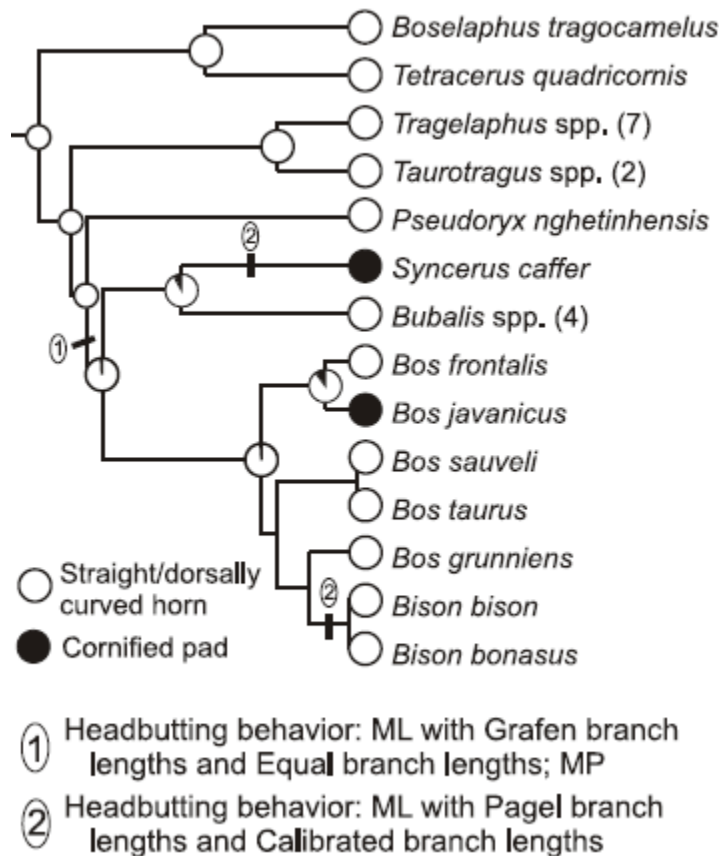 Boselaphus tragocamelus
Tetracerus quadricornis
Tragelaphus spp. (7)
Taurotragus spp. (2)
Pseudoryx nghetinhensis
2
Syncerus caffer
Bubalis spp. (4)
1
Bos frontalis
Bos javanicus
Bos sauveli
Bos taurus
Bos grunniens
2
Bison bison
Bison bonasus
Straight/dorsally
curved horn
Cornified pad
1 Headbutting behavior: ML with Grafen branch
lengths and Equal branch lengths; MP
2 Headbutting behavior: ML with Pagel branch
lengths and Calibrated branch lengths